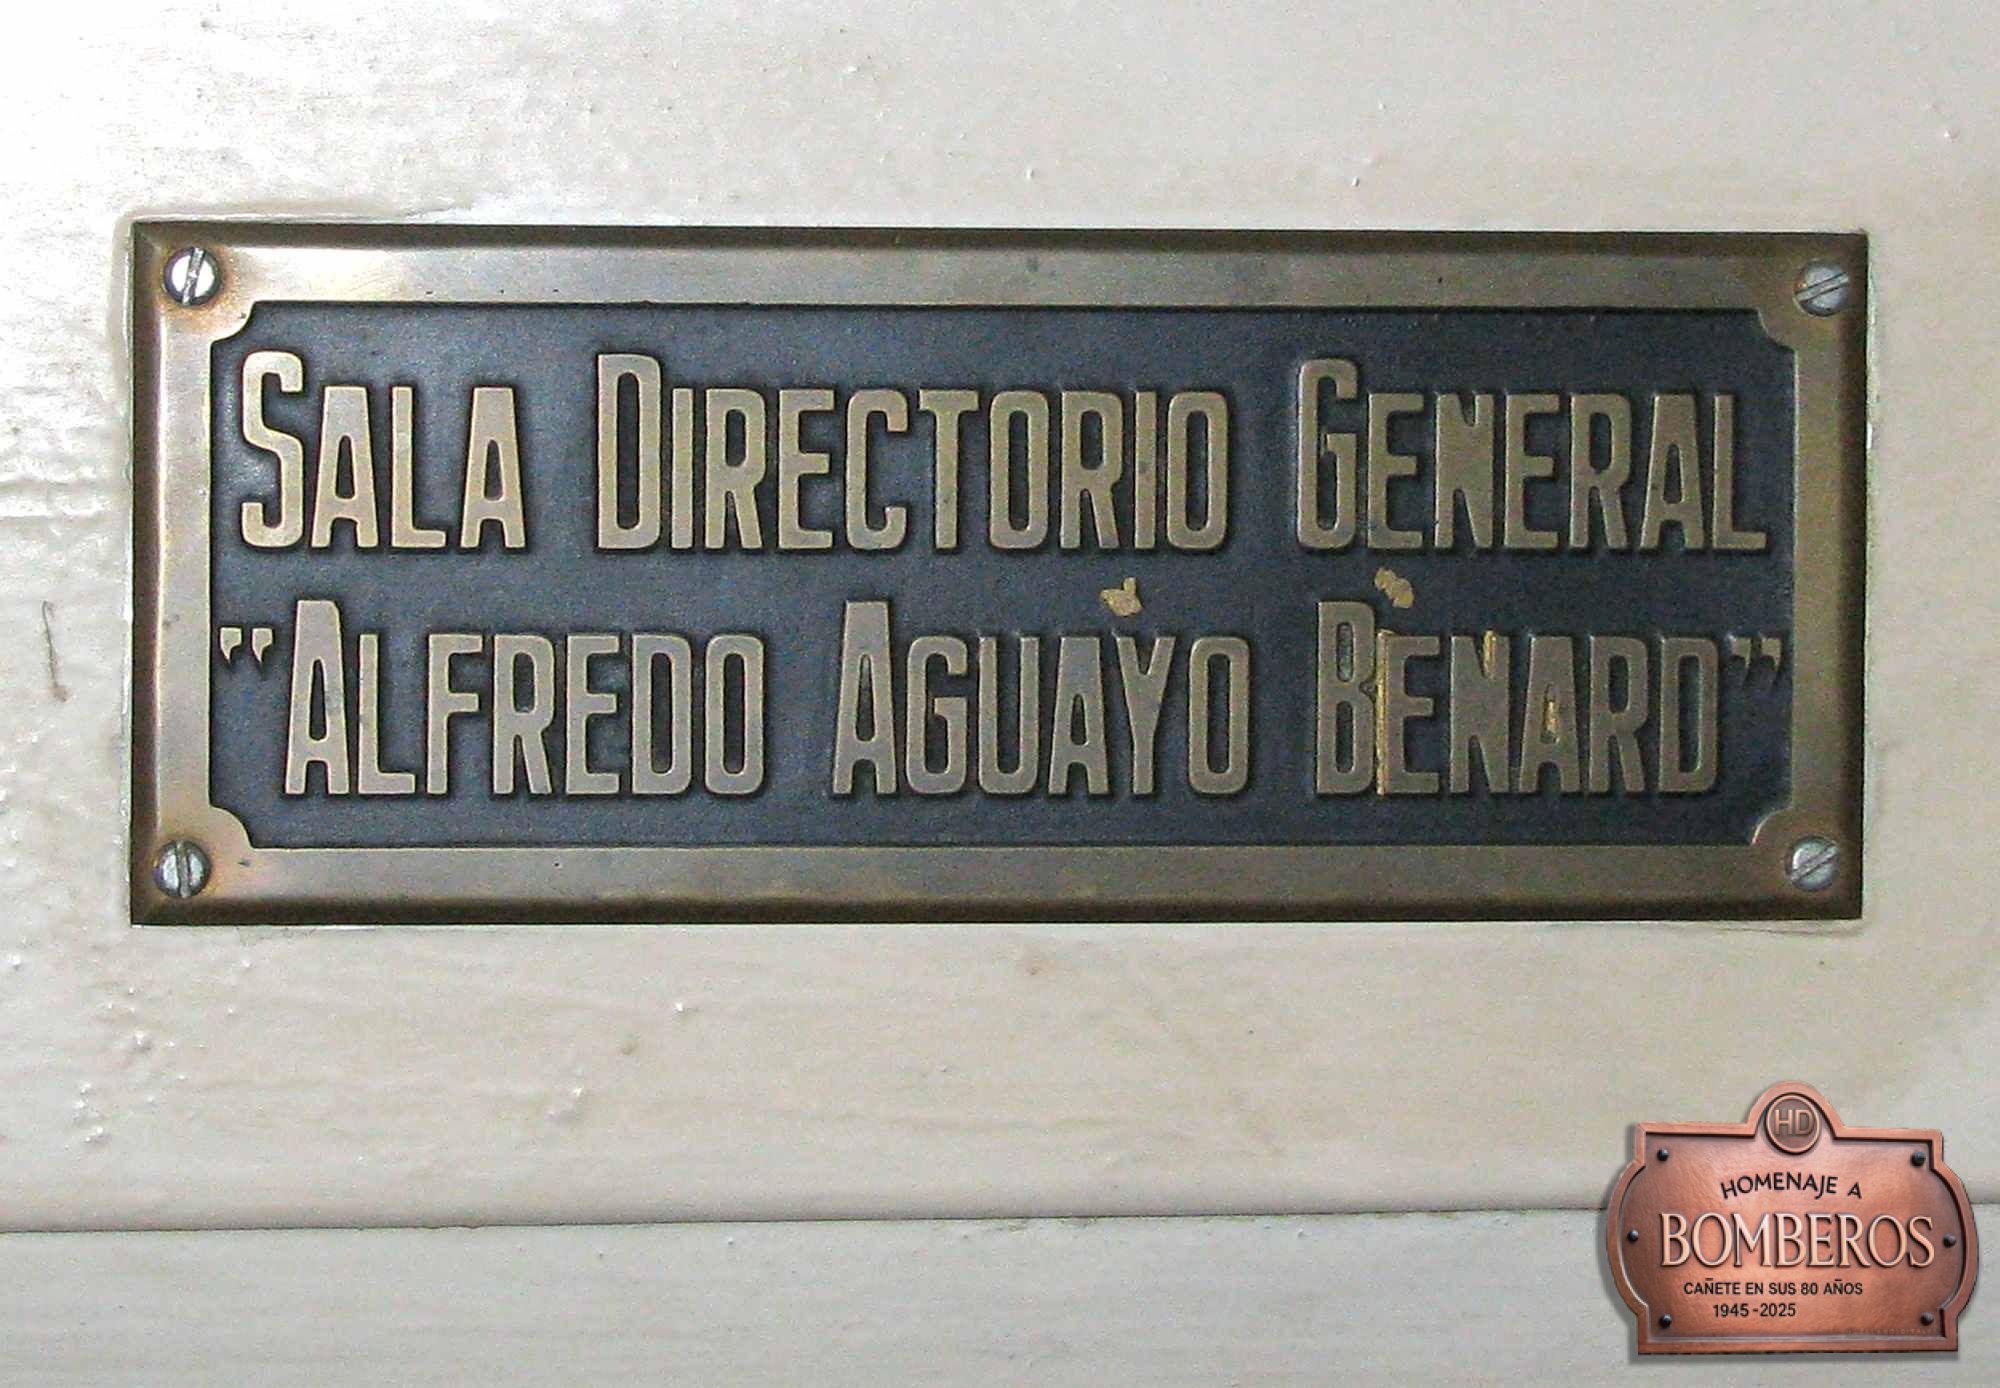 SALA DIRECTORIO GENERAL
"ALFREDO AGUAYO BENARD"
HD
HOMENAJE A
BOMBEROS
CAÑETE EN SUS 80 AÑOS
1945-2025